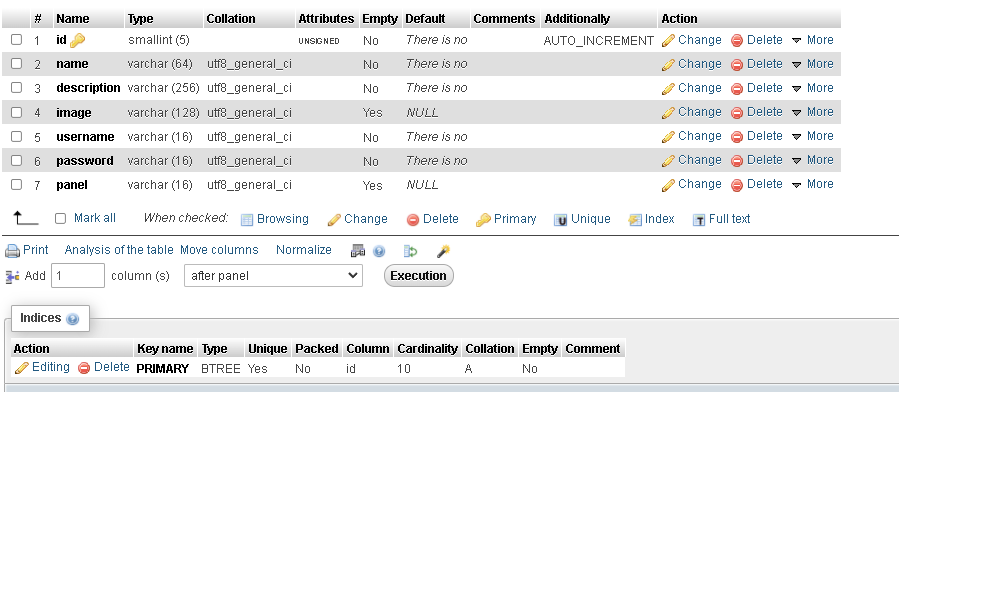 # Name Type Collation Attributes Empty Default Comments Additionally Action
1 id smallint (5) UNSIGNED No There is no AUTO_INCREMENT Change Delete More
2 name varchar (64) utf8_general_ci No There is no Change Delete More
3 description varchar (256) utf8_general_ci No There is no Change Delete More
4 image varchar (128) utf8_general_ci Yes NULL Change Delete More
5 username varchar (16) utf8_general_ci No There is no Change Delete More
6 password varchar (16) utf8_general_ci No There is no Change Delete More
7 panel varchar (16) utf8_general_ci Yes NULL Change Delete More
Mark all When checked: Browsing Change Delete Primary U Unique Index T Full text
Print Analysis of the table Move columns Normalize
Add 1 column (s) after panel Execution
Indices
Action Key name Type Unique Packed Column Cardinality Collation Empty Comment
Editing Delete PRIMARY BTREE Yes No id 10 A No